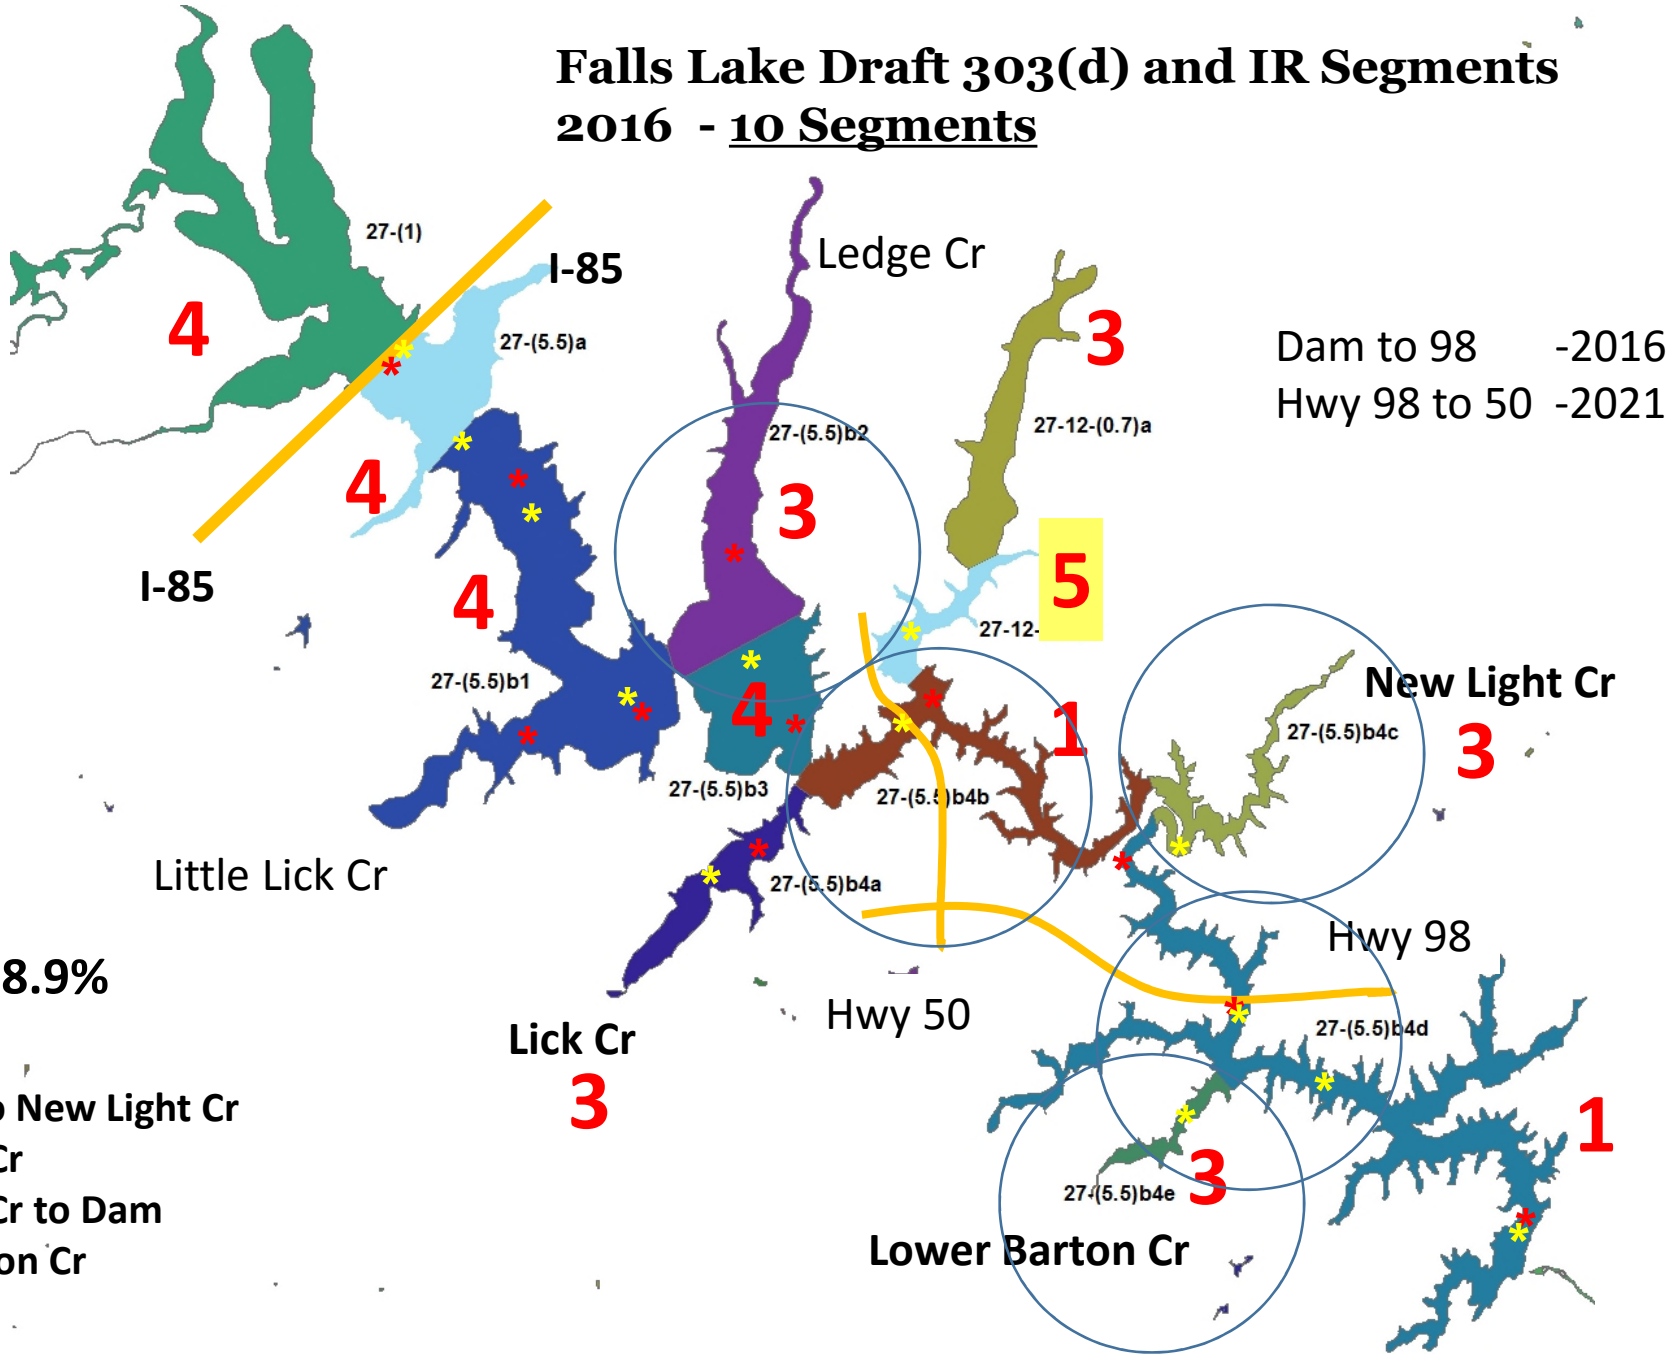 Falls Lake Draft 303(d) and IR Segments
2016 - 10 Segments
27-(1)
I-85
Ledge Cr
4
27-(5.5)a
3
Dam to 98 -2016
Hwy 98 to 50 -2021
27-(5.5)b2
27-12-(0.7)a
4
3
I-85
5
4
27-12-
27-(5.5)b1
New Light Cr
4
1
27-(5.5)b4c
3
27-(5.5)b3
27-(5.5)b4b
Little Lick Cr
27-(5.5)b4a
Hwy 98
8.9%
Hwy 50
27-(5.5)b4d
Lick Cr
3
New Light Cr
Cr
1
3
27-(5.5)b4e
Cr to Dam
on Cr
Lower Barton Cr